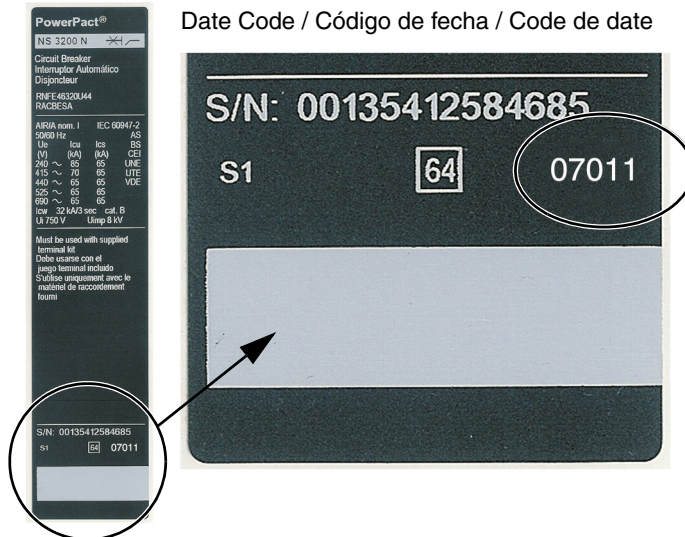 Date Code / Código de fecha / Code de date
PowerPact®
NS 3200 N
Circuit Breaker
Interruptor Automático
Disjoncteur
RNFE46320U44
RACBESA
AIR/A nom. I IEC 60947-2
50/60 Hz AS
Ue Icu Ics BS
(V) (kA) (kA) CEI
240 ~ 85 65 UNE
415 ~ 70 65 UTE
440 ~ 65 65 VDE
525 ~ 65 65
690 ~ 65 65
Icw 32 kA/3 sec cat. B
Ui 750 V Uimp 8 kV
Must be used with supplied
terminal kit
Debe usarse con el
juego terminal incluido
S'utilise uniquement avec le
matériel de raccordement
fourni
S/N: 00135412584685
S1 64 07011
S/N: 00135412584685
S1 64 07011